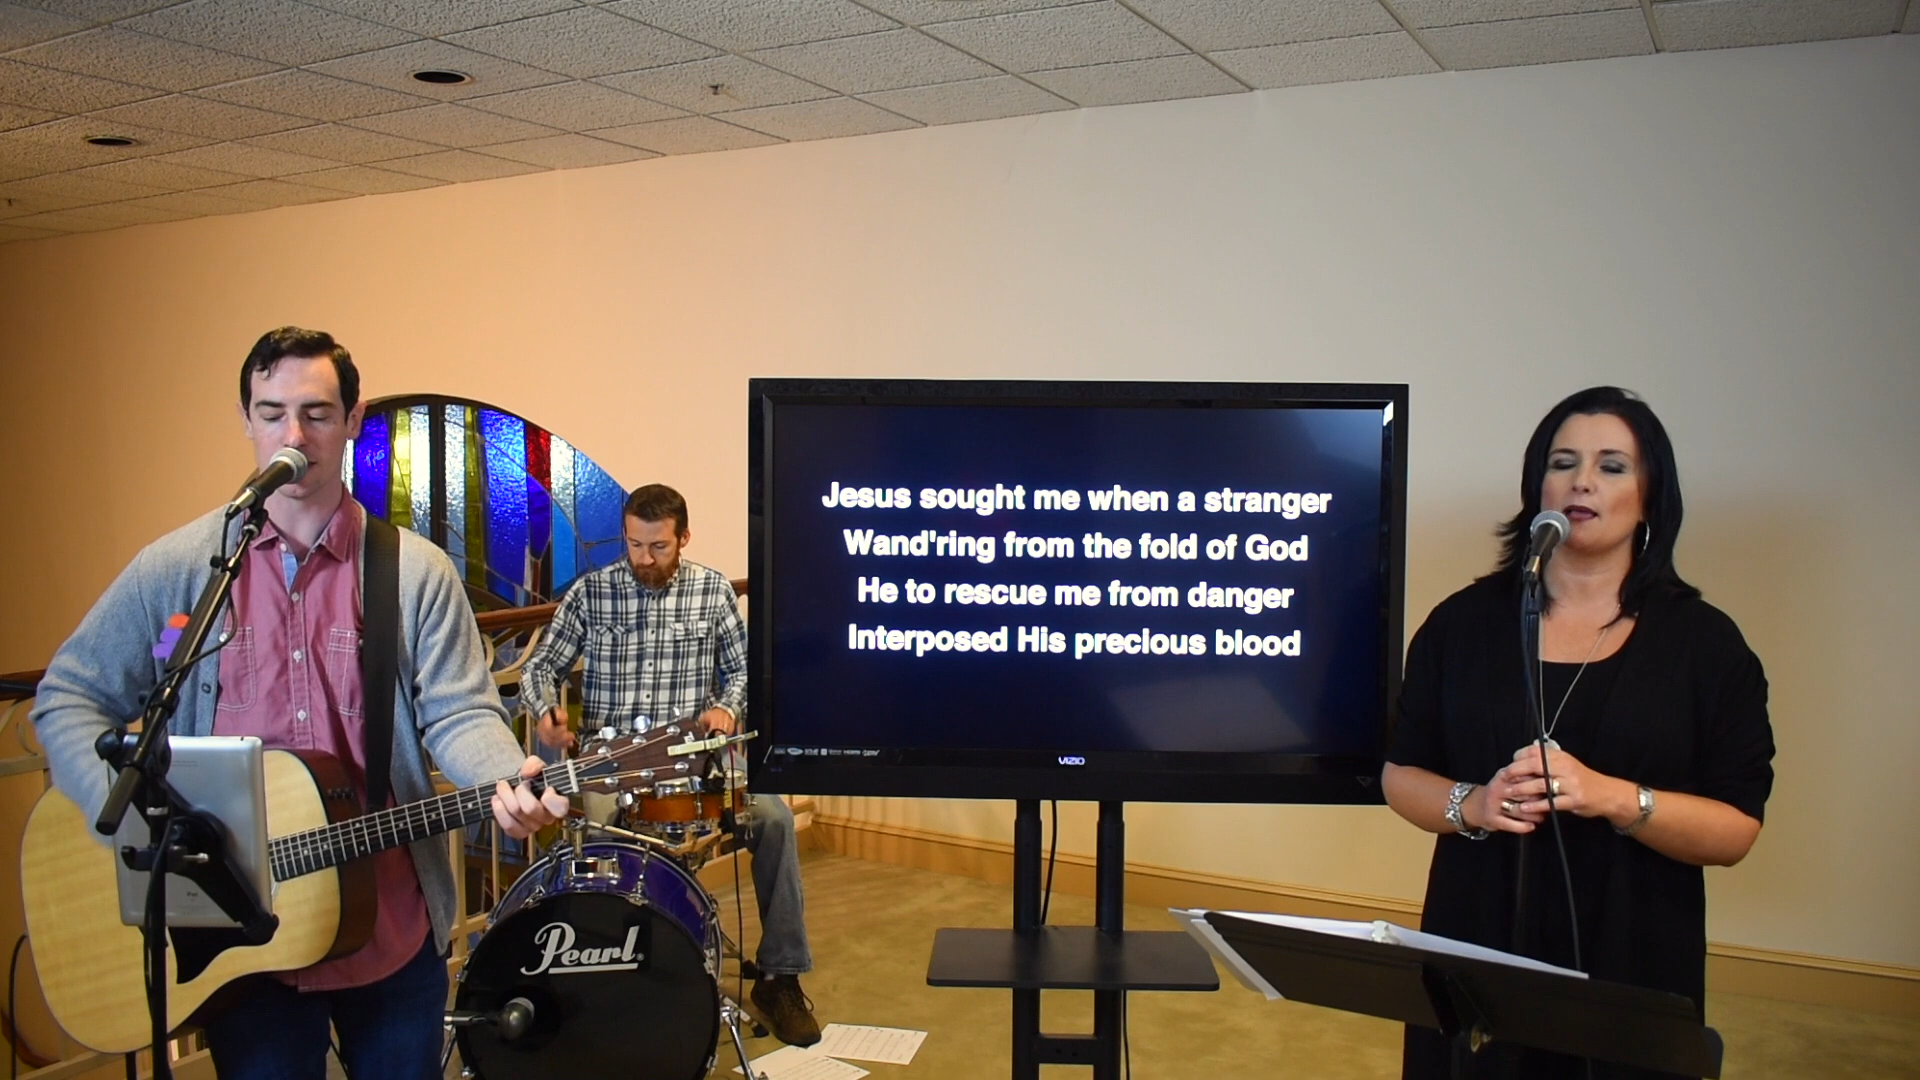 Jesus sought me when a stranger
Wand'ring from the fold of God
He to rescue me from danger
Interposed His precious blood
VIZIO
Pearl